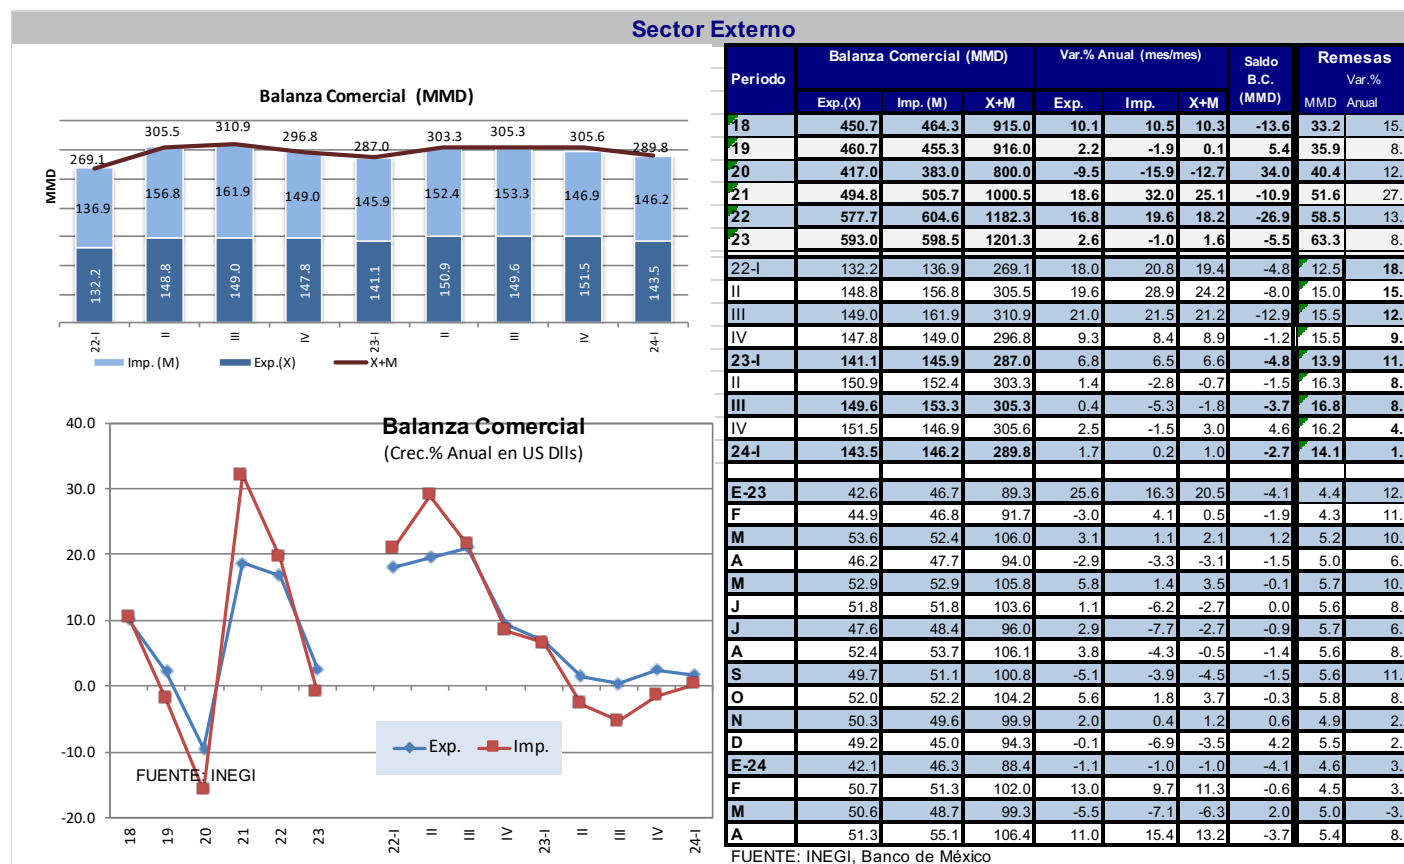 Sector Externo
Balanza Comercial (MMD)
MMD
269.1 305.5 310.9 296.8 287.0 303.3 305.3 305.6 289.8
136.9 156.8 161.9 149.0 145.9 152.4 153.3 146.9 146.2
132.2 148.8 149.0 147.8 141.1 150.9 149.6 151.5 143.5
22-I II III IV 23-I II III IV 24-I
Imp. (M) Exp.(X) X+M
Balanza Comercial
(Crec.% Anual en US Dlls)
40.0
30.0
20.0
10.0
0.0
-10.0
-20.0
Exp. Imp.
FUENTE: INEGI
18 19 20 21 22 23 22-I II III IV 23-I II III IV 24-I
Periodo Balanza Comercial (MMD) Var.% Anual (mes/mes) Saldo B.C. (MMD) Remesas
Exp.(X) Imp. (M) X+M Exp. Imp. X+M MMD Var.% Anual
18 450.7 464.3 915.0 10.1 10.5 10.3 -13.6 33.2 15.
19 460.7 455.3 916.0 2.2 -1.9 0.1 5.4 35.9 8.
20 417.0 383.0 800.0 -9.5 -15.9 -12.7 34.0 40.4 12.
21 494.8 505.7 1000.5 18.6 32.0 25.1 -10.9 51.6 27.
22 577.7 604.6 1182.3 16.8 19.6 18.2 -26.9 58.5 13.
23 593.0 598.5 1201.3 2.6 -1.0 1.6 -5.5 63.3 8.
22-I 132.2 136.9 269.1 18.0 20.8 19.4 -4.8 12.5 18.
II 148.8 156.8 305.5 19.6 28.9 24.2 -8.0 15.0 15.
III 149.0 161.9 310.9 21.0 21.5 21.2 -12.9 15.5 12.
IV 147.8 149.0 296.8 9.3 8.4 8.9 -1.2 15.5 9.
23-I 141.1 145.9 287.0 6.8 6.5 6.6 -4.8 13.9 11.
II 150.9 152.4 303.3 1.4 -2.8 -0.7 -1.5 16.3 8.
III 149.6 153.3 305.3 0.4 -5.3 -1.8 -3.7 16.8 8.
IV 151.5 146.9 305.6 2.5 -1.5 3.0 4.6 16.2 4.
24-I 143.5 146.2 289.8 1.7 0.2 1.0 -2.7 14.1 1.
E-23 42.6 46.7 89.3 25.6 16.3 20.5 -4.1 4.4 12.
F 44.9 46.8 91.7 -3.0 4.1 0.5 -1.9 4.3 11.
M 53.6 52.4 106.0 3.1 1.1 2.1 1.2 5.2 10.
A 46.2 47.7 94.0 -2.9 -3.3 -3.1 -1.5 5.0 6.
M 52.9 52.9 105.8 5.8 1.4 3.5 -0.1 5.7 10.
J 51.8 51.8 103.6 1.1 -6.2 -2.7 0.0 5.6 8.
J 47.6 48.4 96.0 2.9 -7.7 -2.7 -0.9 5.7 6.
A 52.4 53.7 106.1 3.8 -4.3 -0.5 -1.4 5.6 8.
S 49.7 51.1 100.8 -5.1 -3.9 -4.5 -1.5 5.6 11.
O 52.0 52.2 104.2 5.6 1.8 3.7 -0.3 5.8 8.
N 50.3 49.6 99.9 2.0 0.4 1.2 0.6 4.9 2.
D 49.2 45.0 94.3 -0.1 -6.9 -3.5 4.2 5.5 2.
E-24 42.1 46.3 88.4 -1.1 -1.0 -1.0 -4.1 4.6 3.
F 50.7 51.3 102.0 13.0 9.7 11.3 -0.6 4.5 3.
M 50.6 48.7 99.3 -5.5 -7.1 -6.3 2.0 5.0 -3.
A 51.3 55.1 106.4 11.0 15.4 13.2 -3.7 5.4 8.
FUENTE: INEGI, Banco de México